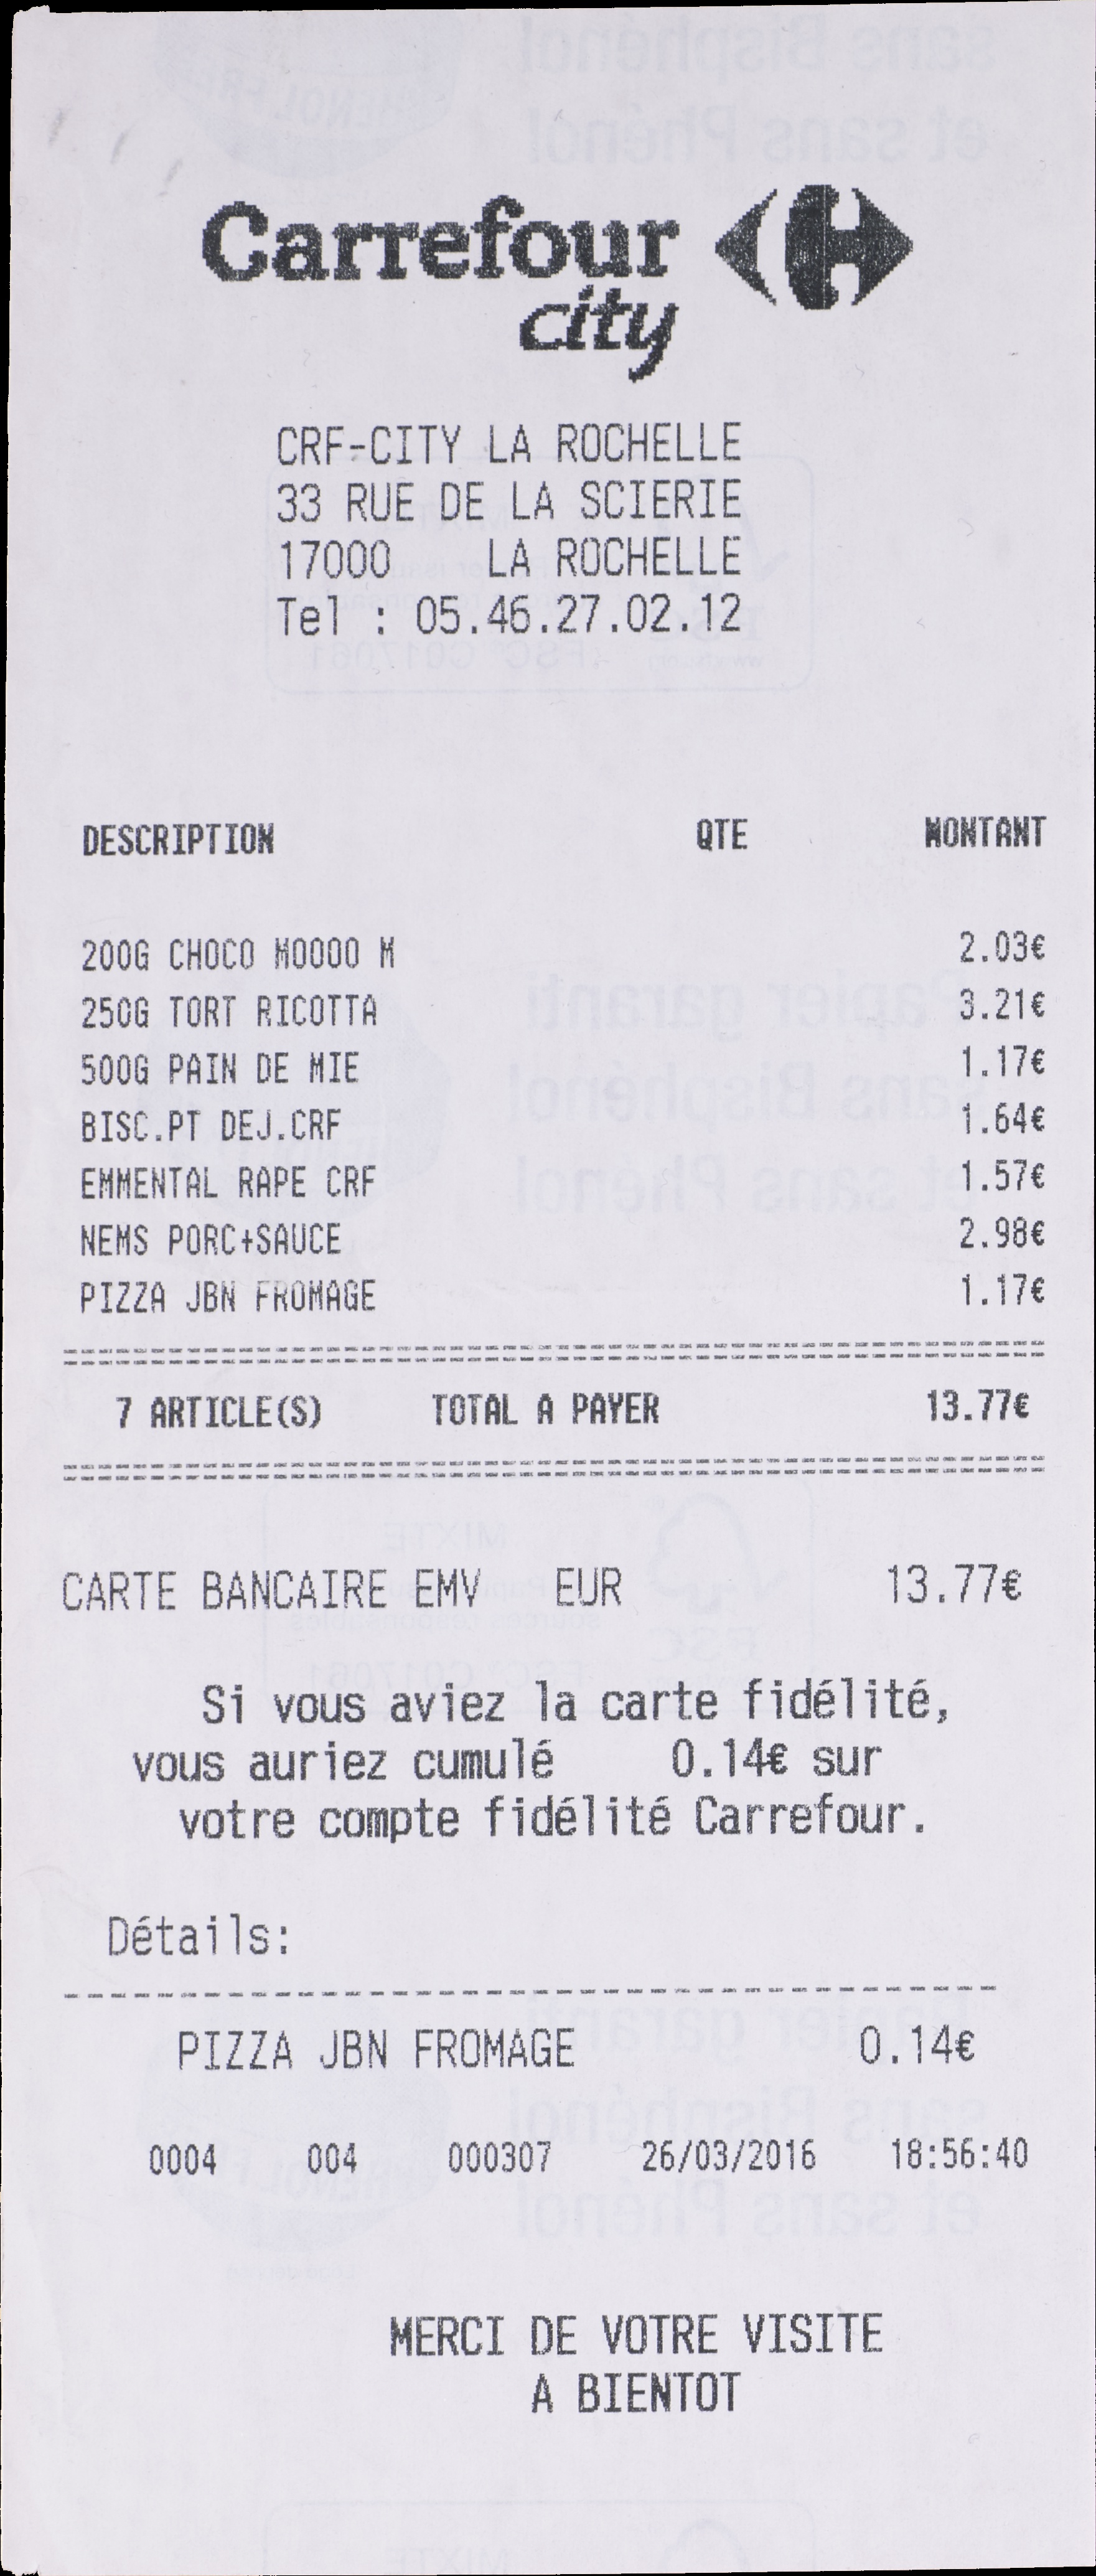 Carrefour
city
CRF-CITY LA ROCHELLE
33 RUE DE LA SCIERIE
17000 LA ROCHELLE
Tel : 05.46.27.02.12
DESCRIPTION QTE MONTANT
200G CHOCO MOOOO M 2.03€
250G TORT RICOTTA 3.21€
500G PAIN DE MIE 1.17€
BISC.PT DEJ.CRF 1.64€
EMMENTAL RAPE CRF 1.57€
NEMS PORC+SAUCE 2.98€
PIZZA JBN FROMAGE 1.17€
7 ARTICLE(S) TOTAL A PAYER 13.77€
CARTE BANCAIRE EMV EUR 13.77€
Si vous aviez la carte fidélité,
vous auriez cumulé 0.14€ sur
votre compte fidélité Carrefour.
Détails:
PIZZA JBN FROMAGE 0.14€
0004 004 000307 26/03/2016 18:56:40
MERCI DE VOTRE VISITE
A BIENTOT